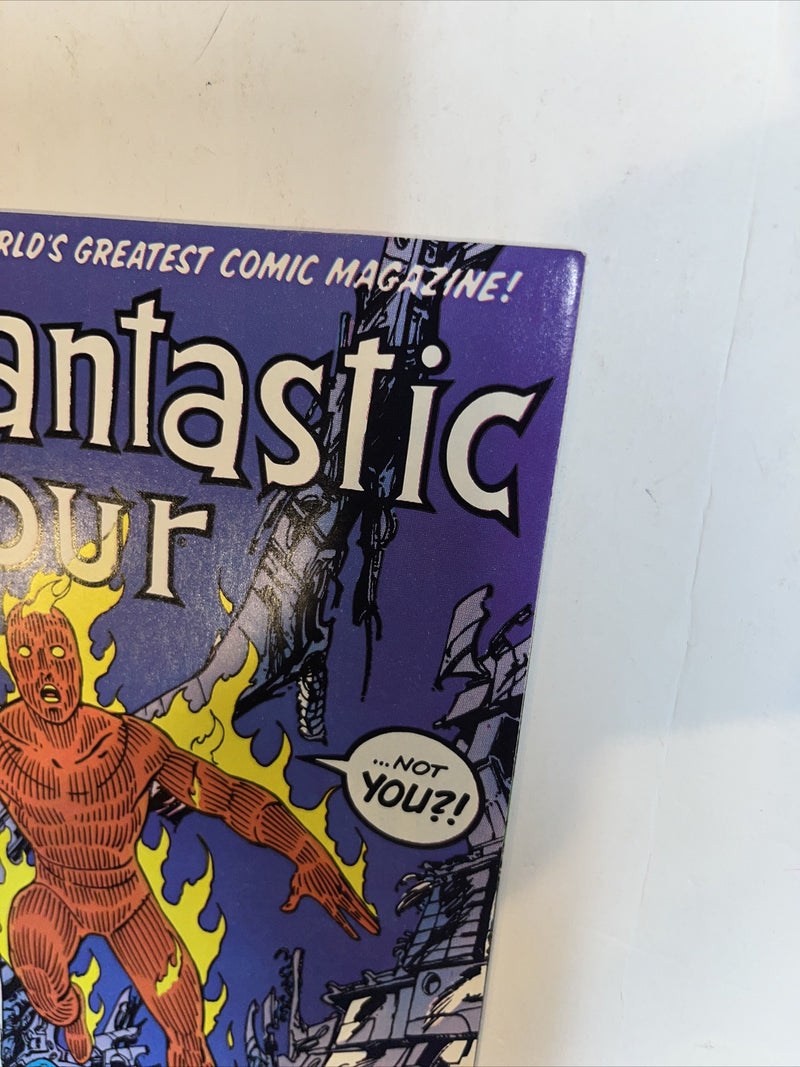 RLD'S GREATEST COMIC MAGAZINE!
antastic
our
...NOT
YOU?!